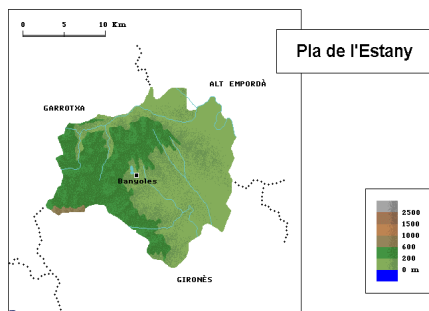 0 5 10 Km
Pla de l'Estany
ALT EMPORDÀ
GARROTXA
Banyoles
GIRONÈS
2500
1500
1000
600
200
0 m